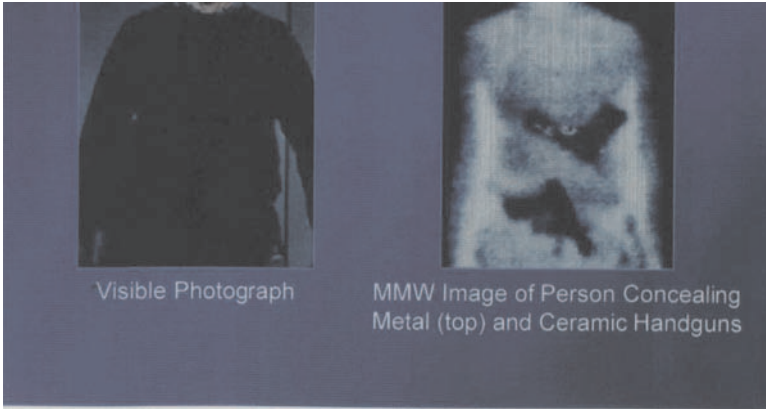 Visible Photograph
MMW Image of Person Concealing
Metal (top) and Ceramic Handguns